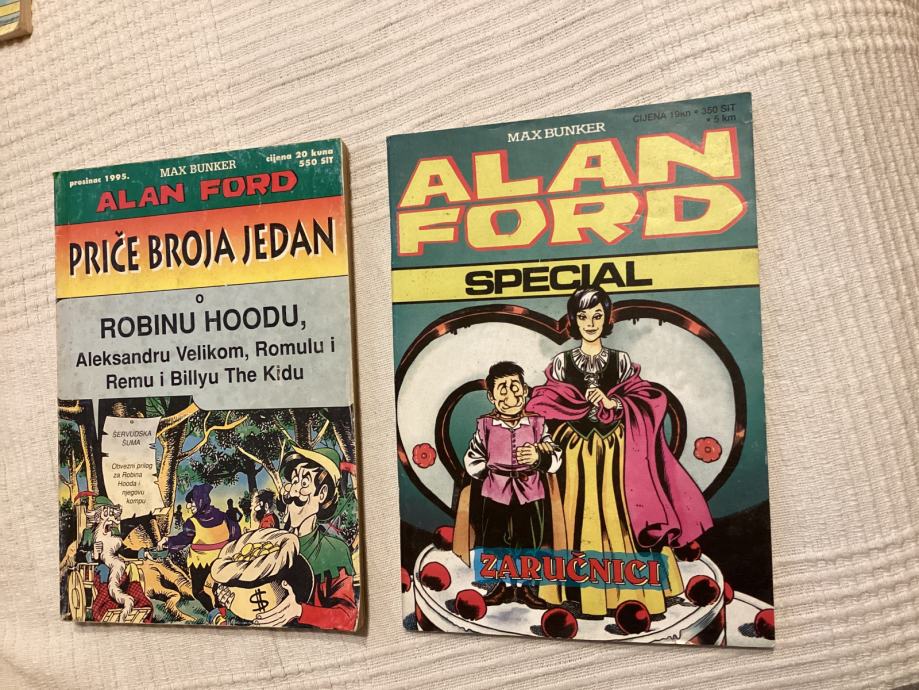 prosinac 1995.
MAX BUNKER
cijena 20 kuna
550 SIT
ALAN FORD
PRIČE BROJA JEDAN
o
ROBINU HOODU,
Aleksandru Velikom, Romulu i
Remu i Billyu The Kidu
ŠERVUDSKA
ŠUMA
Obvezni prilog
za Robina
Hooda i
njegovu
kompu
$
CIJENA 19kn • 350 SIT
• 5 km
MAX BUNKER
ALAN
FORD
SPECIAL
ZARUČNICI